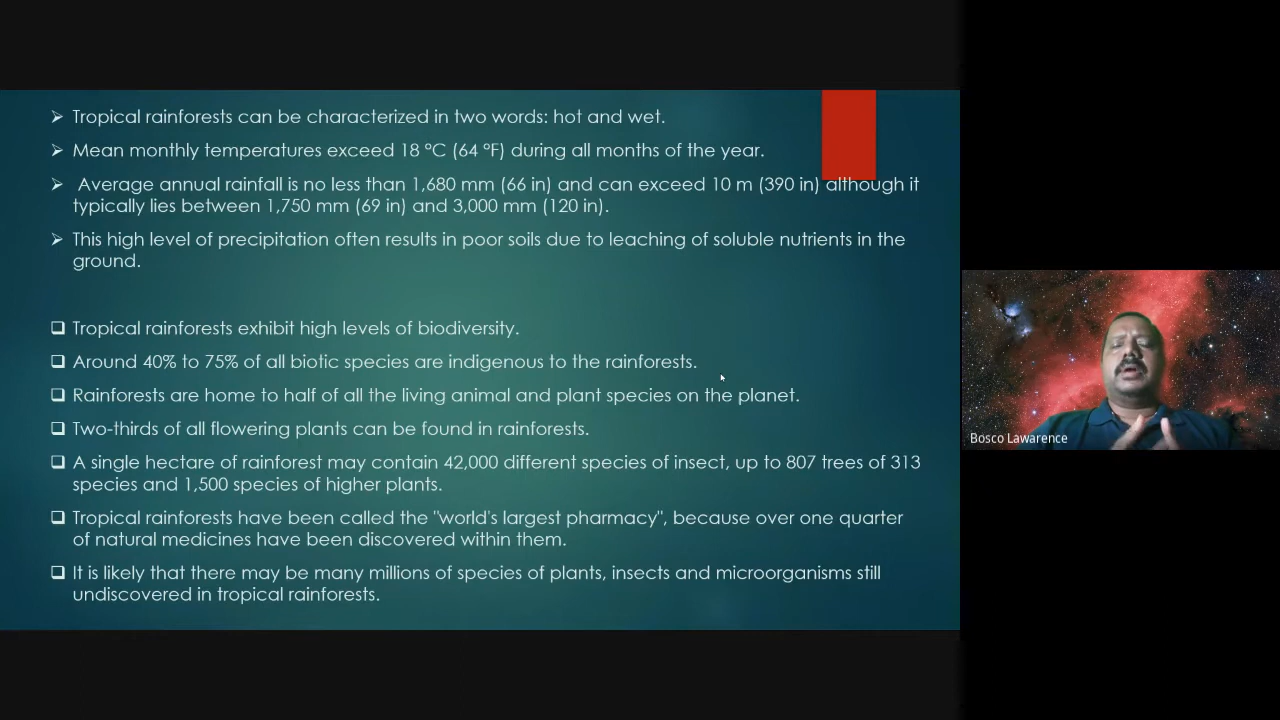 Tropical rainforests can be characterized in two words: hot and wet.
Mean monthly temperatures exceed 18 °C (64 °F) during all months of the year.
Average annual rainfall is no less than 1,680 mm (66 in) and can exceed 10 m (390 in) although it
typically lies between 1,750 mm (69 in) and 3,000 mm (120 in).
This high level of precipitation often results in poor soils due to leaching of soluble nutrients in the
ground.
Tropical rainforests exhibit high levels of biodiversity.
Around 40% to 75% of all biotic species are indigenous to the rainforests.
Rainforests are home to half of all the living animal and plant species on the planet.
Two-thirds of all flowering plants can be found in rainforests.
A single hectare of rainforest may contain 42,000 different species of insect, up to 807 trees of 313
species and 1,500 species of higher plants.
Tropical rainforests have been called the "world's largest pharmacy", because over one quarter
of natural medicines have been discovered within them.
It is likely that there may be many millions of species of plants, insects and microorganisms still
undiscovered in tropical rainforests.
Bosco Lawarence